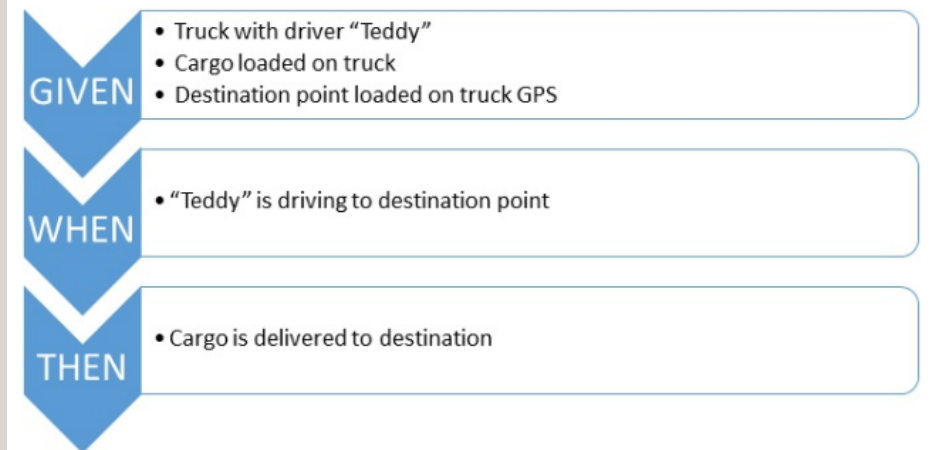 GIVEN
• Truck with driver “Teddy”
• Cargo loaded on truck
• Destination point loaded on truck GPS
WHEN
• “Teddy” is driving to destination point
THEN
• Cargo is delivered to destination